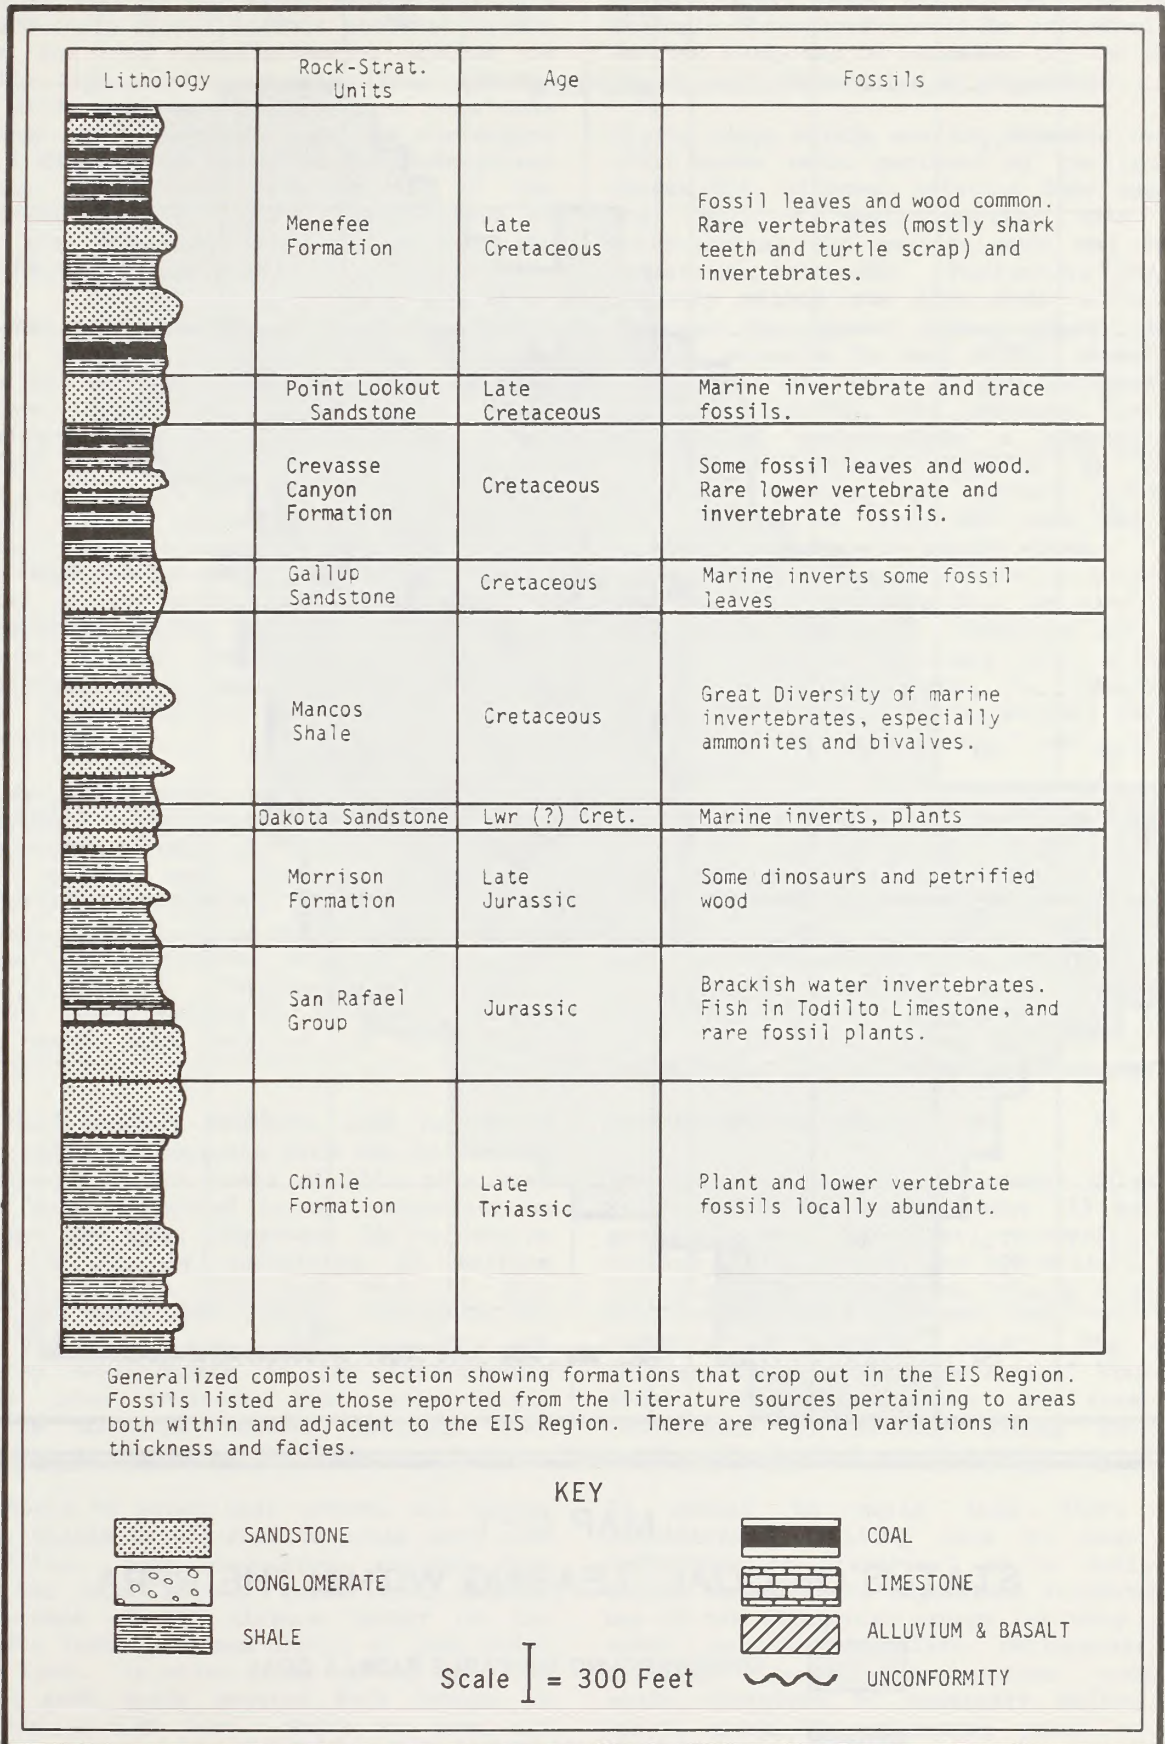 Lithology
Rock-Strat.
Units
Age
Fossils
Menefee
Formation
Late
Cretaceous
Fossil leaves and wood common.
Rare vertebrates (mostly shark
teeth and turtle scrap) and
invertebrates.
Point Lookout
Sandstone
Late
Cretaceous
Marine invertebrate and trace
fossils.
Crevasse
Canyon
Formation
Cretaceous
Some fossil leaves and wood.
Rare lower vertebrate and
invertebrate fossils.
Gallup
Sandstone
Cretaceous
Marine inverts some fossil
leaves
Mancos
Shale
Cretaceous
Great Diversity of marine
invertebrates, especially
ammonites and bivalves.
Dakota Sandstone
Lwr (?) Cret.
Marine inverts, plants
Morrison
Formation
Late
Jurassic
Some dinosaurs and petrified
wood
San Rafael
Group
Jurassic
Brackish water invertebrates.
Fish in Todilto Limestone, and
rare fossil plants.
Chinle
Formation
Late
Triassic
Plant and lower vertebrate
fossils locally abundant.
Generalized composite section showing formations that crop out in the EIS Region.
Fossils listed are those reported from the literature sources pertaining to areas
both within and adjacent to the EIS Region. There are regional variations in
thickness and facies.
KEY
SANDSTONE
CONGLOMERATE
SHALE
COAL
LIMESTONE
ALLUVIUM & BASALT
UNCONFORMITY
Scale = 300 Feet